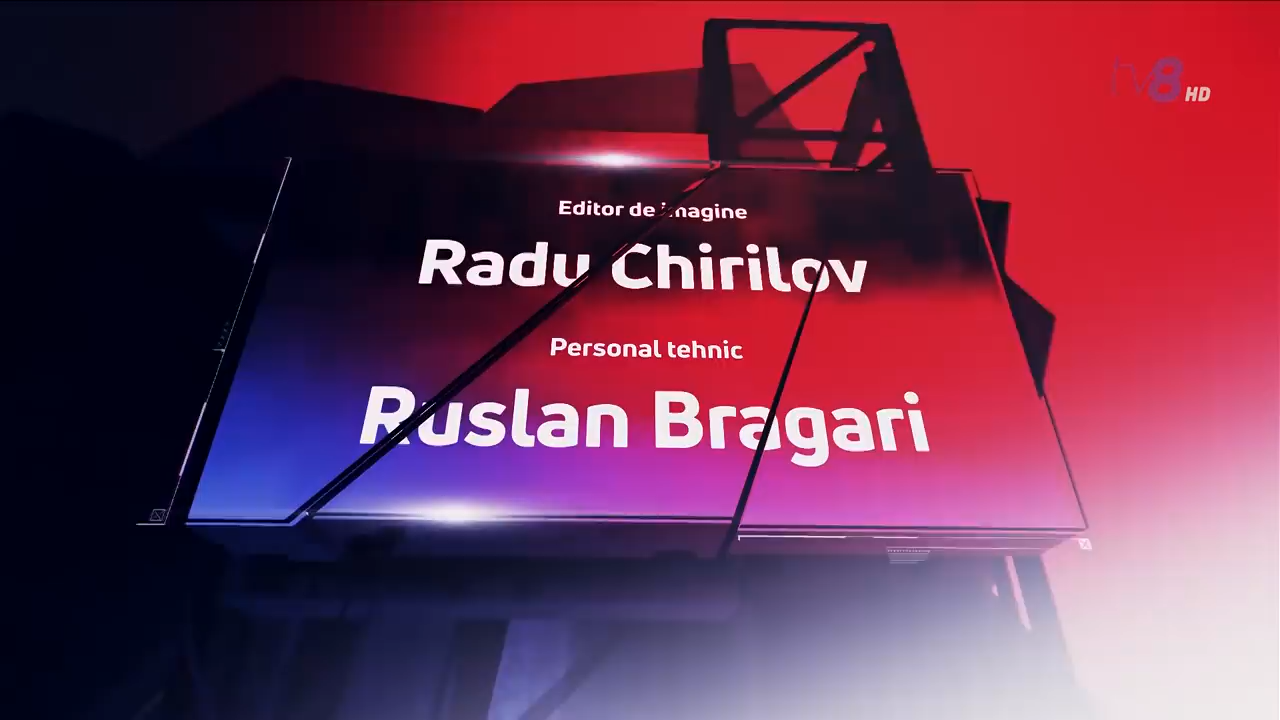 tv8 HD
Editor de imagine
Radu Chirilov
Personal tehnic
Ruslan Bragari